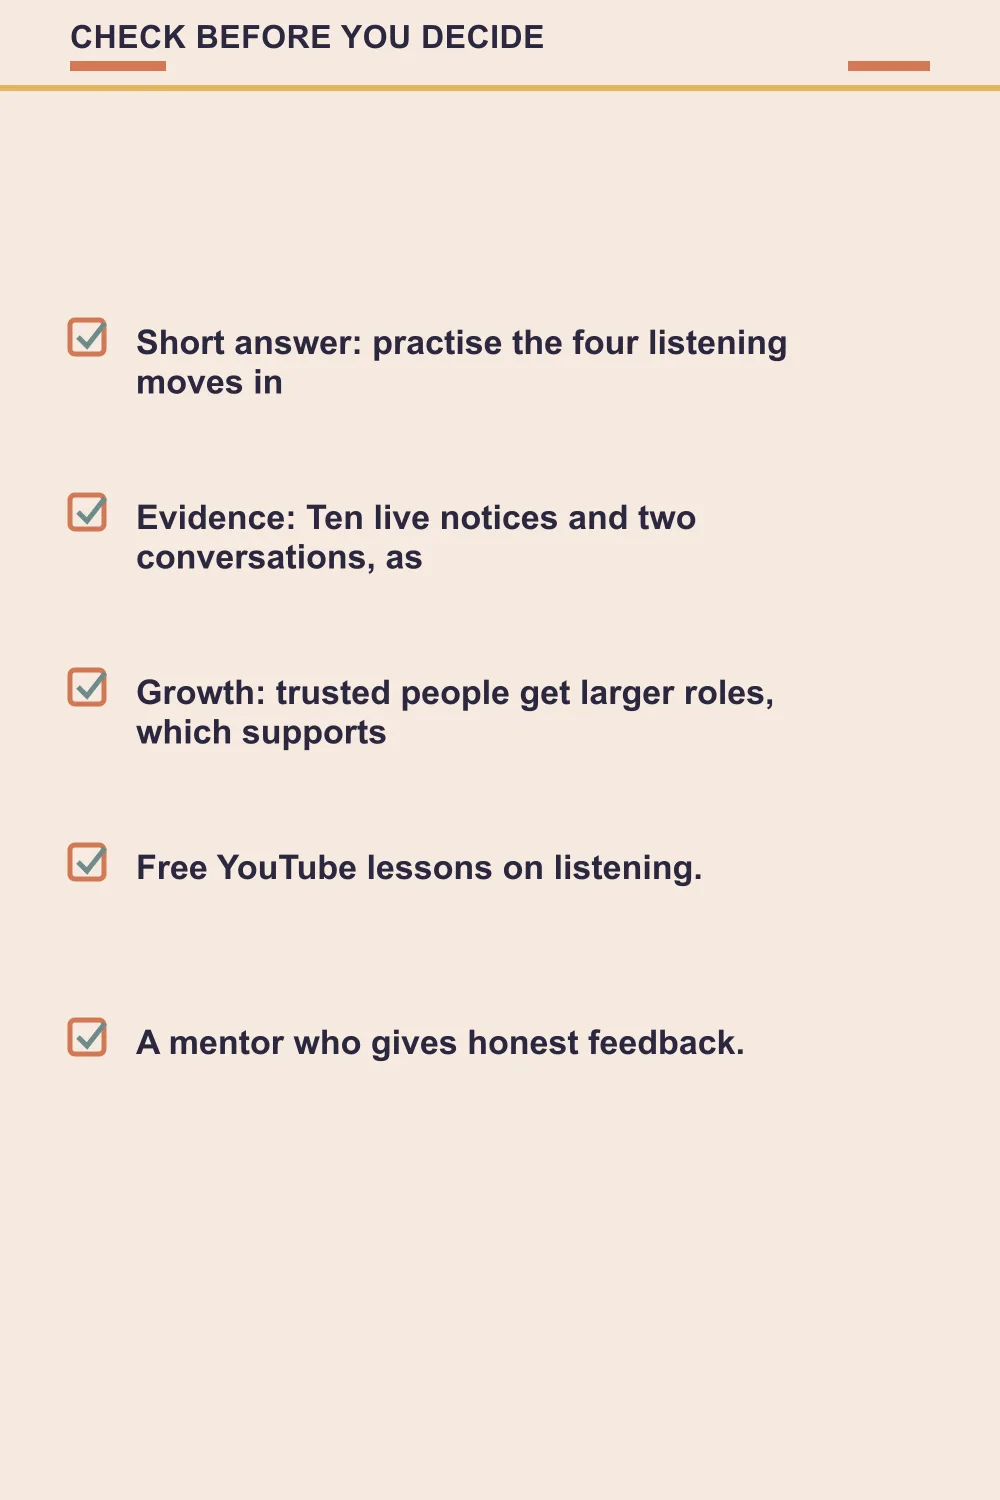 CHECK BEFORE YOU DECIDE
Short answer: practise the four listening
moves in
Evidence: Ten live notices and two
conversations, as
Growth: trusted people get larger roles,
which supports
Free YouTube lessons on listening.
A mentor who gives honest feedback.